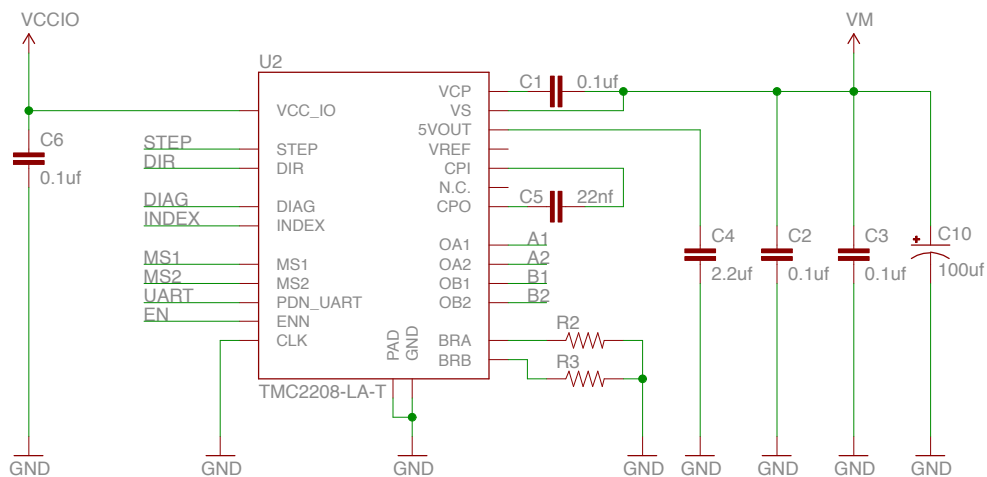 VCCIO
VM
U2
C1 0.1uf
VCP
VS
VCC_IO
5VOUT
C6
0.1uf
STEP STEP VREF
DIR DIR CPI
N.C.
DIAG DIAG CPO C5 22nf
INDEX INDEX
OA1 A1
MS1 MS1 OA2 A2
MS2 MS2 OB1 B1
UART PDN_UART OB2 B2
EN ENN
C4 C2 C3 C10
2.2uf 0.1uf 0.1uf 100uf
CLK PAD GND BRA R2
BRB R3
TMC2208-LA-T
GND GND GND GND GND GND GND GND